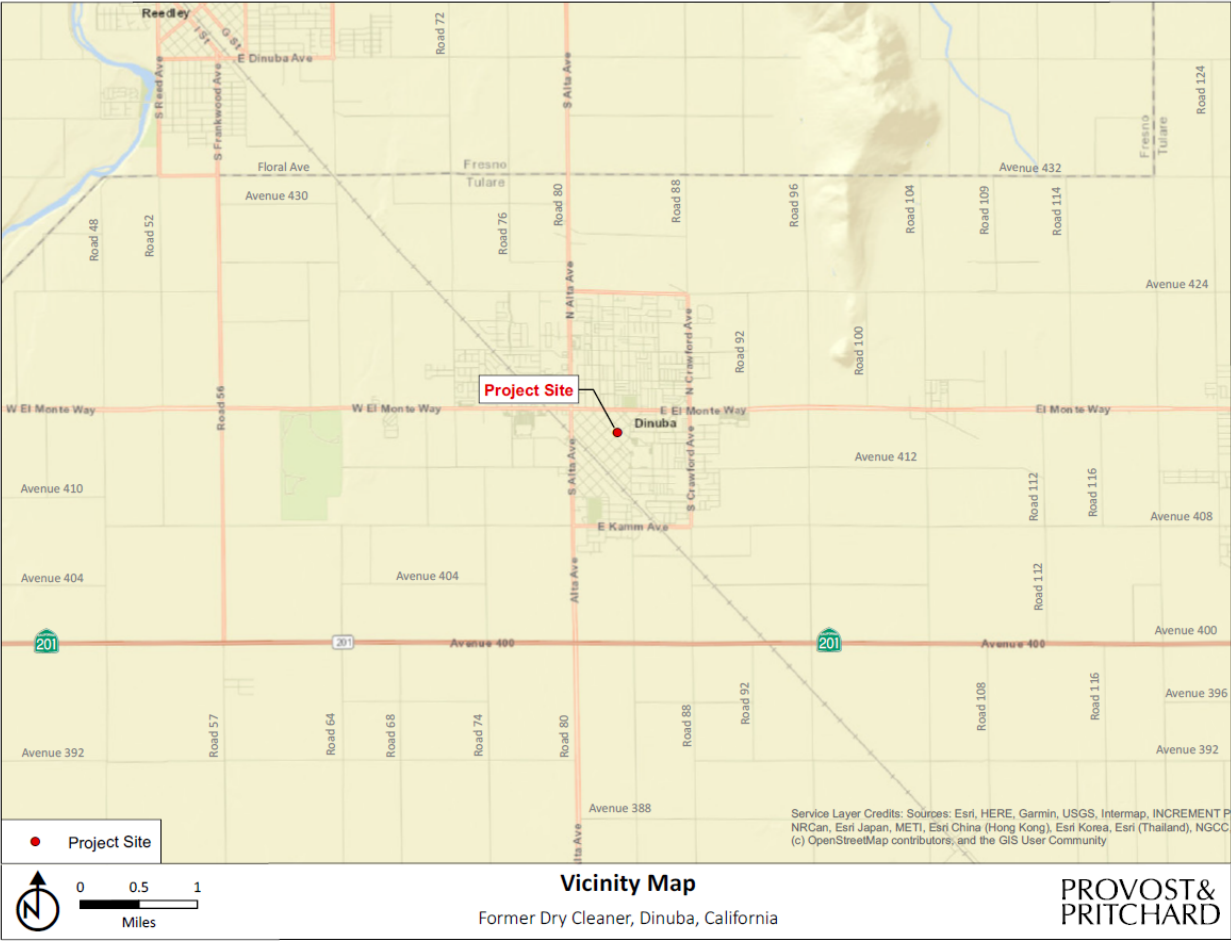 Reedley
I St
G St
E Dinuba Ave
Road 72
S Reed Ave
S Frankwood Ave
S Alta Ave
Road 124
Fresno
Tulare
Floral Ave
Fresno
Tulare
Avenue 432
Avenue 430
Road 48
Road 52
Road 76
Road 80
Road 88
Road 96
Road 104
Road 109
Road 114
N Alta Ave
Avenue 424
N Crawford Ave
Road 92
Road 100
Road 56
Project Site
W El Monte Way
W El Monte Way
E El Monte Way
El Monte Way
Dinuba
S Alta Ave
S Crawford Ave
Avenue 412
Avenue 410
Road 112
Road 116
Avenue 408
E Kamm Ave
Avenue 404
Avenue 404
Alta Ave
Road 112
Avenue 400
201
201
Avenue 400
201
Avenue 400
Road 57
Road 64
Road 68
Road 74
Road 80
Road 88
Road 92
Road 108
Road 116
Avenue 396
Avenue 392
Avenue 392
Avenue 388
lta Ave
Service Layer Credits: Sources: Esri, HERE, Garmin, USGS, Intermap, INCREMENT P
NRCan, Esri Japan, METI, Esri China (Hong Kong), Esri Korea, Esri (Thailand), NGCC
(c) OpenStreetMap contributors, and the GIS User Community
Project Site
N
0 0.5 1
Miles
Vicinity Map
Former Dry Cleaner, Dinuba, California
PROVOST&
PRITCHARD